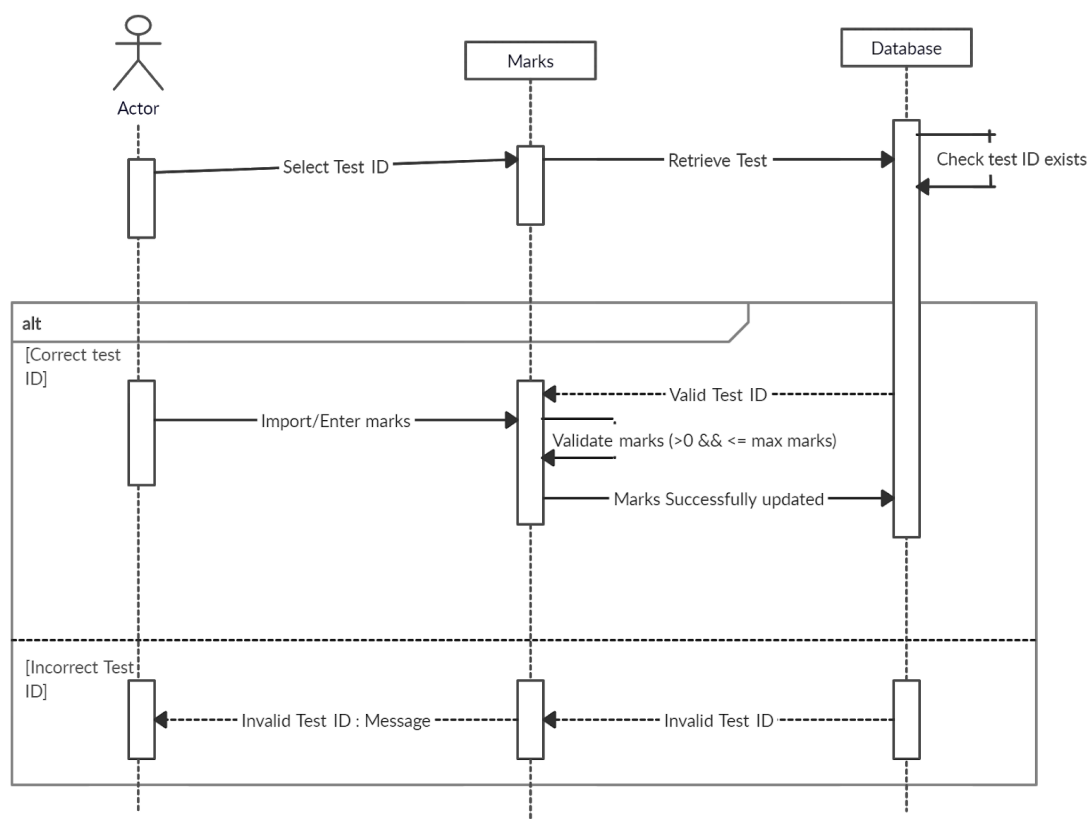 Actor
Marks
Database
Select Test ID
Retrieve Test
Check test ID exists
alt
[Correct test
ID]
Valid Test ID
Import/Enter marks
Validate marks (>0 && <= max marks)
Marks Successfully updated
[Incorrect Test
ID]
Invalid Test ID : Message
Invalid Test ID